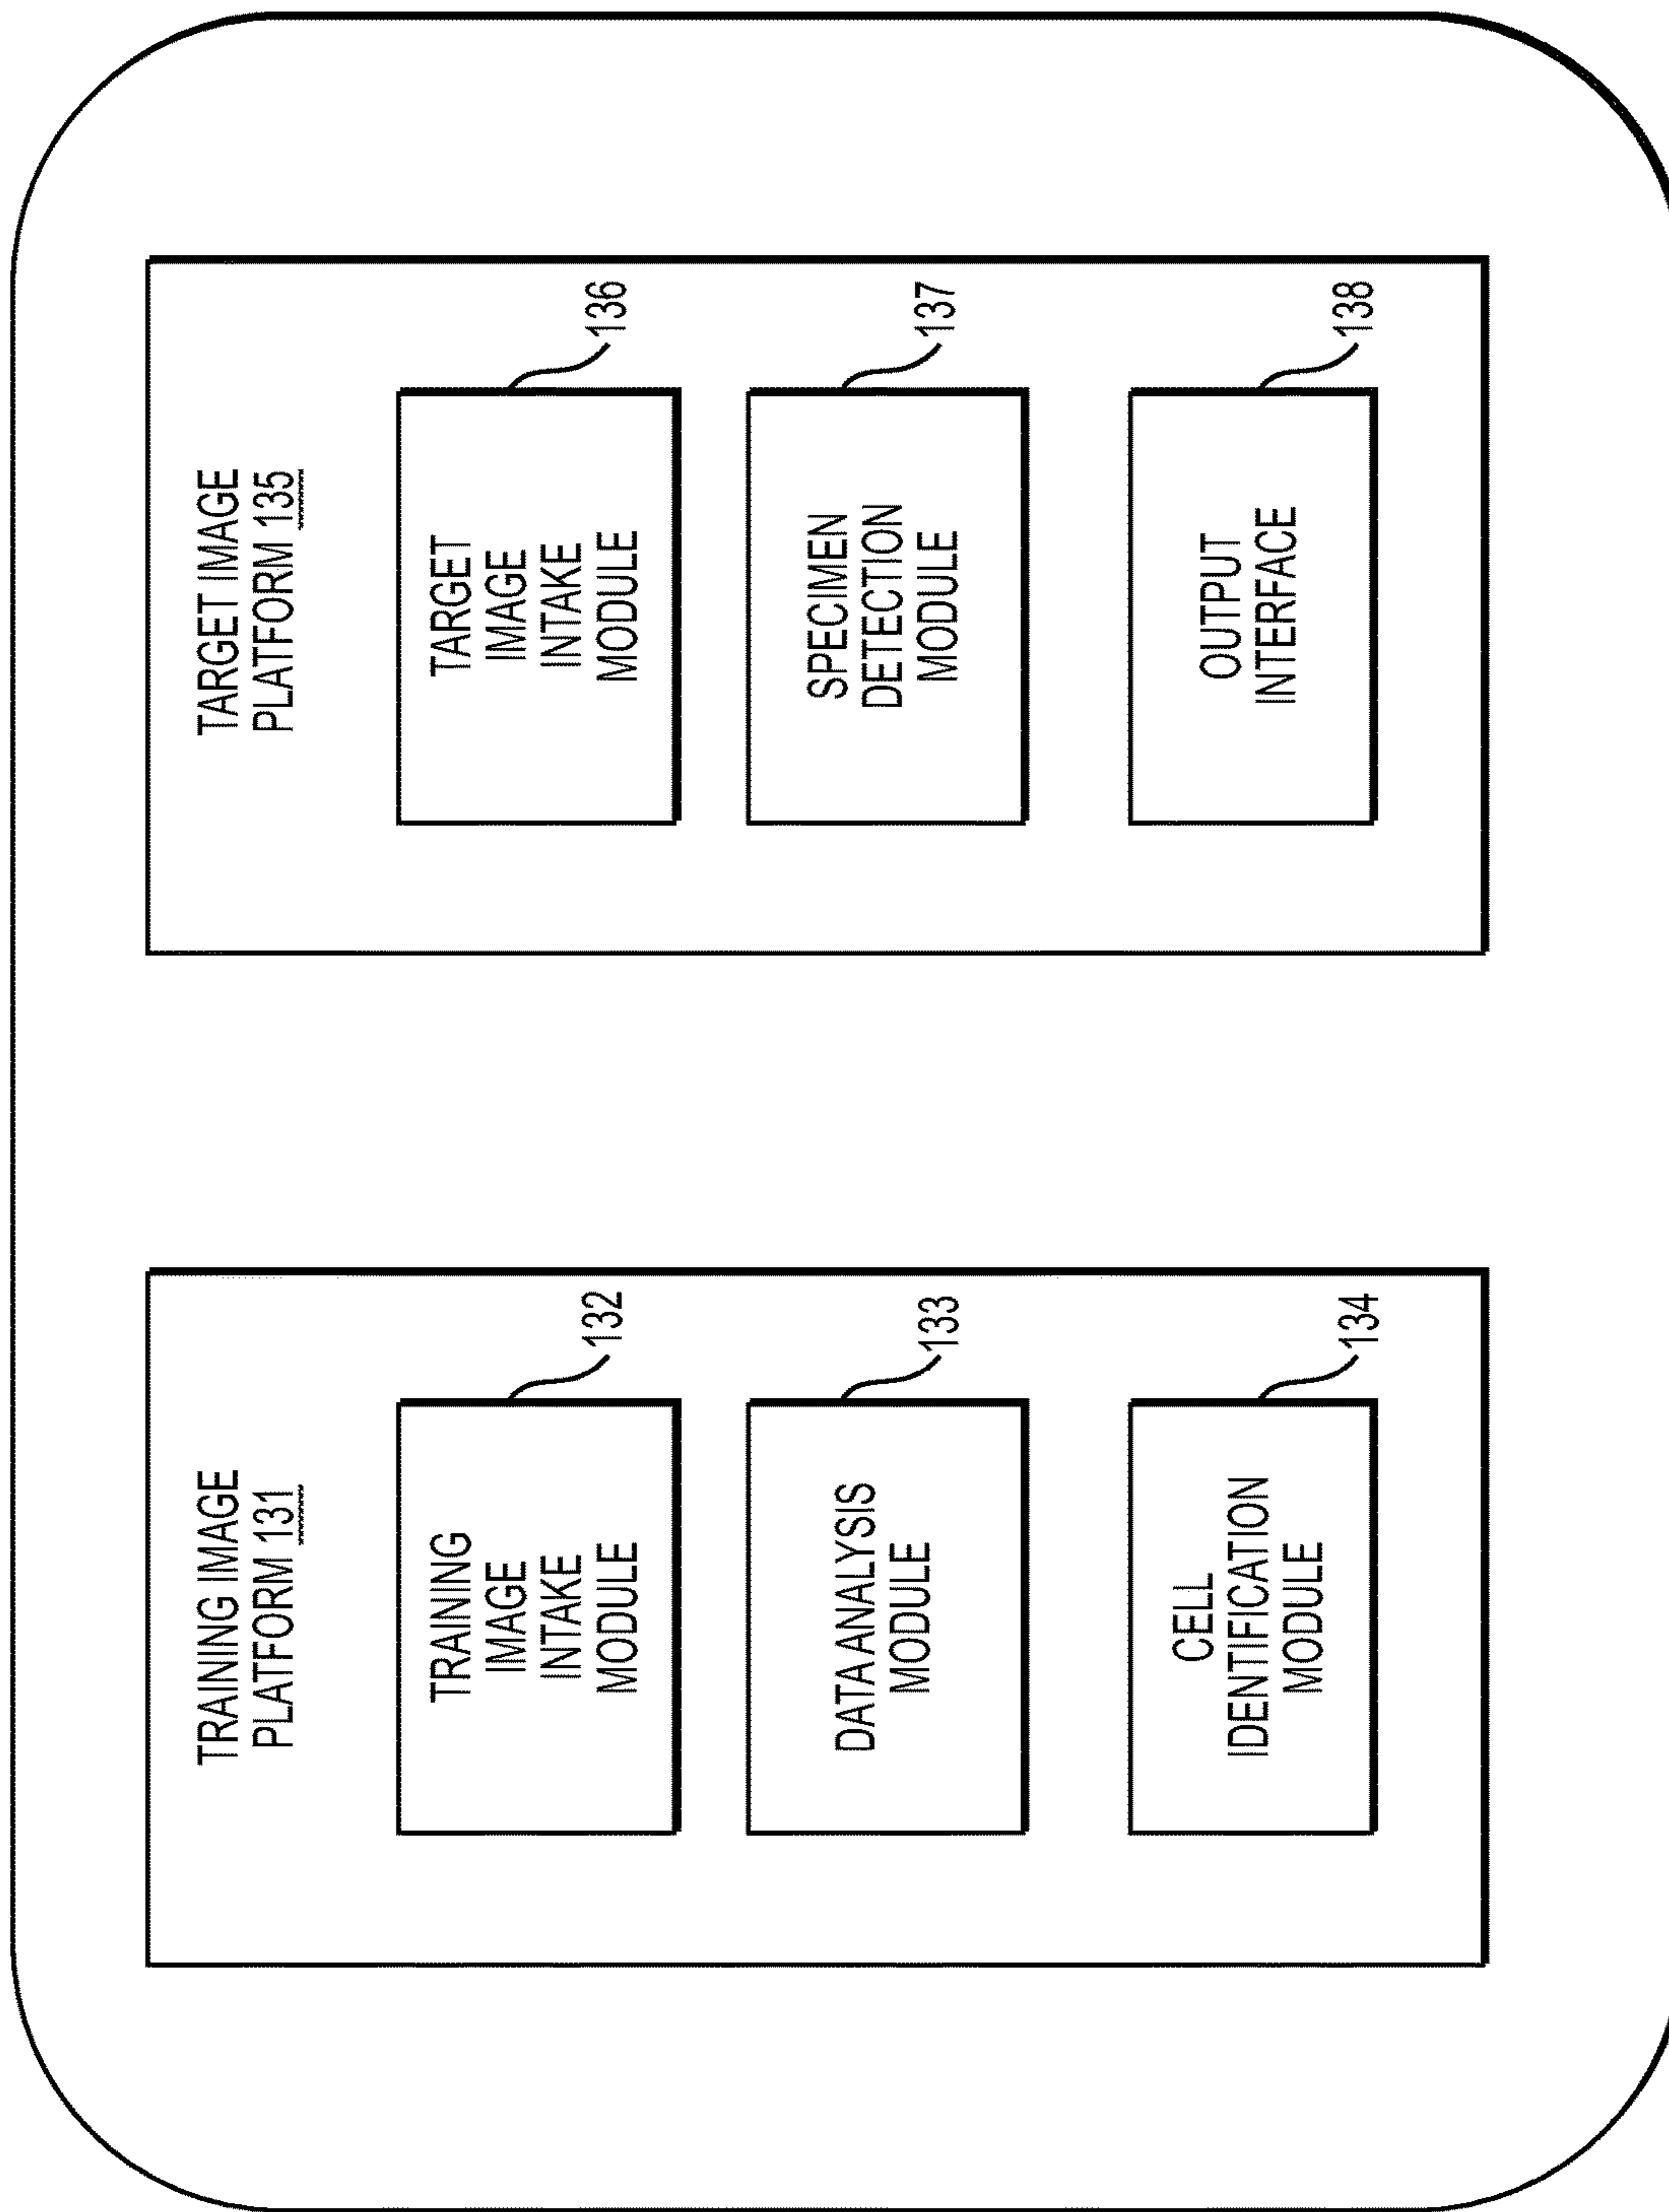 TRAINING IMAGE
PLATFORM 131
TRAINING
IMAGE
INTAKE
MODULE
132
DATA ANALYSIS
MODULE
133
CELL
IDENTIFICATION
MODULE
134
TARGET IMAGE
PLATFORM 135
TARGET
IMAGE
INTAKE
MODULE
136
SPECIMEN
DETECTION
MODULE
137
OUTPUT
INTERFACE
138